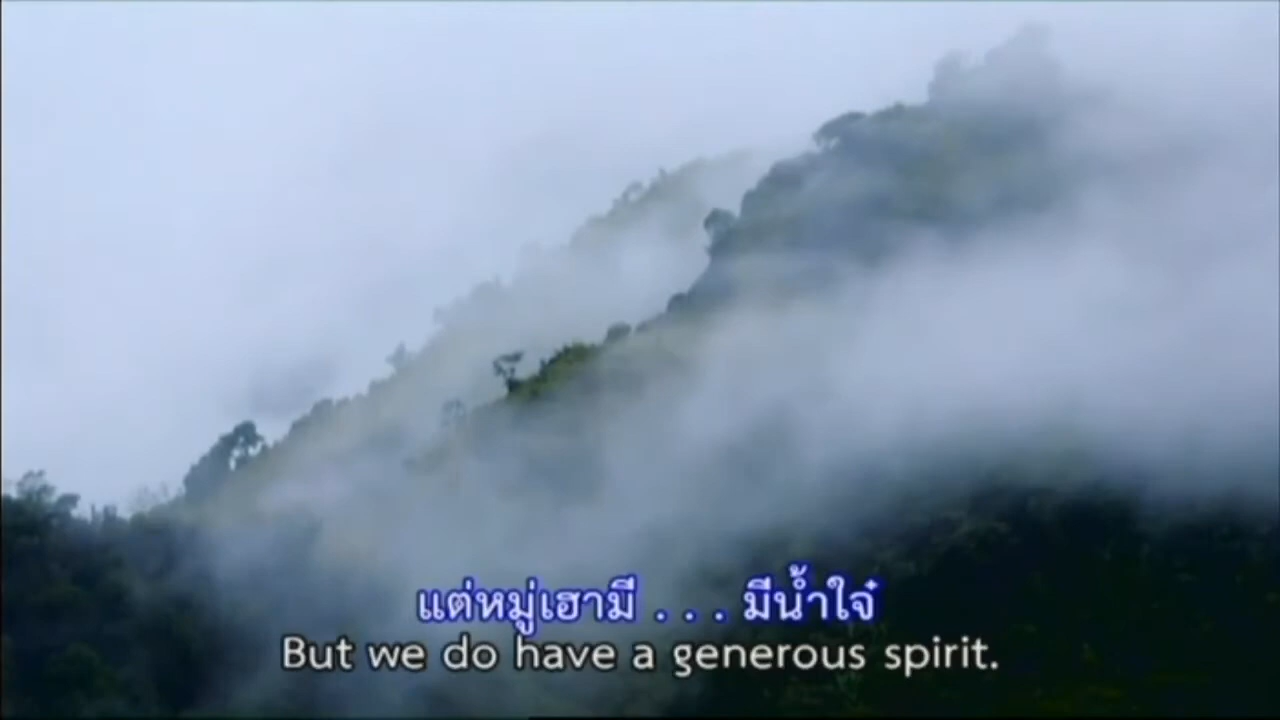 แต่หมู่เฮามี . . . มีน้ำใจ๋
But we do have a generous spirit.